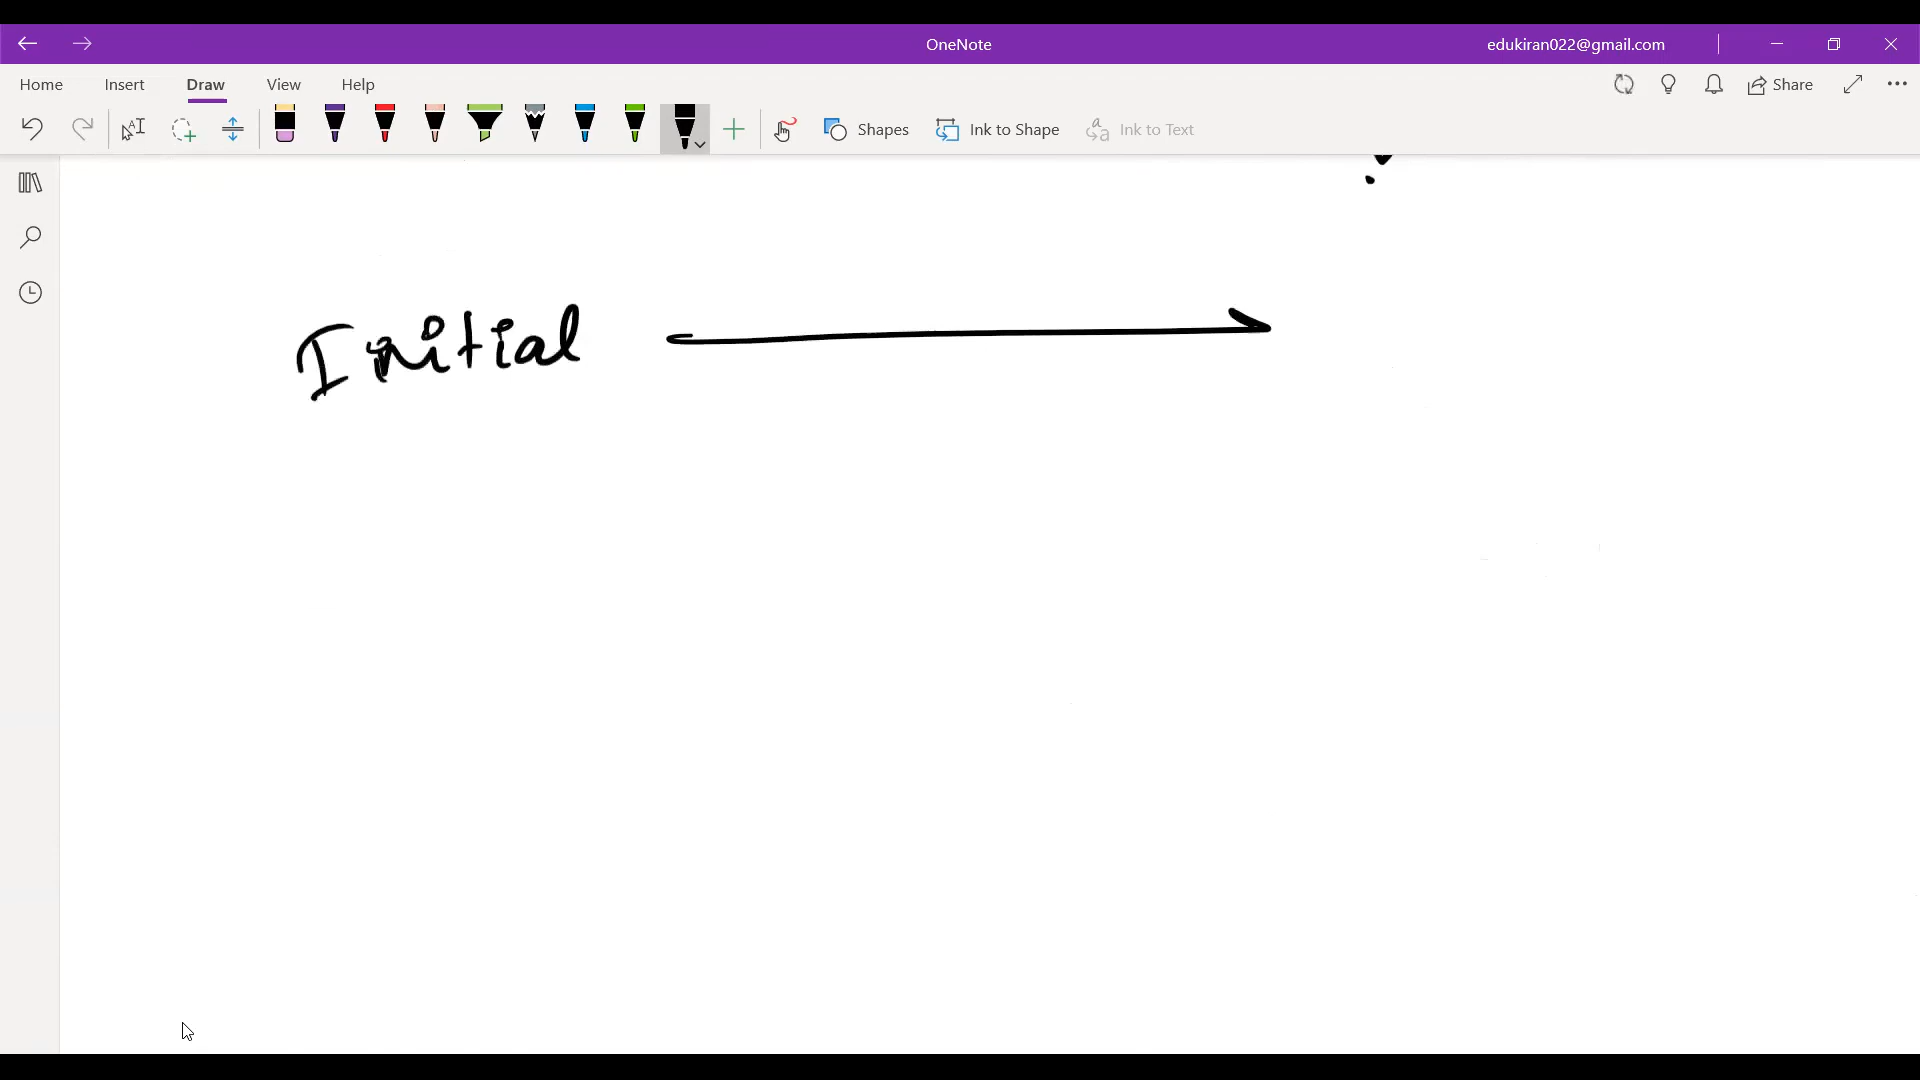 OneNote
edukiran022@gmail.com
Home Insert Draw View Help
Share
Shapes Ink to Shape Ink to Text
Initial